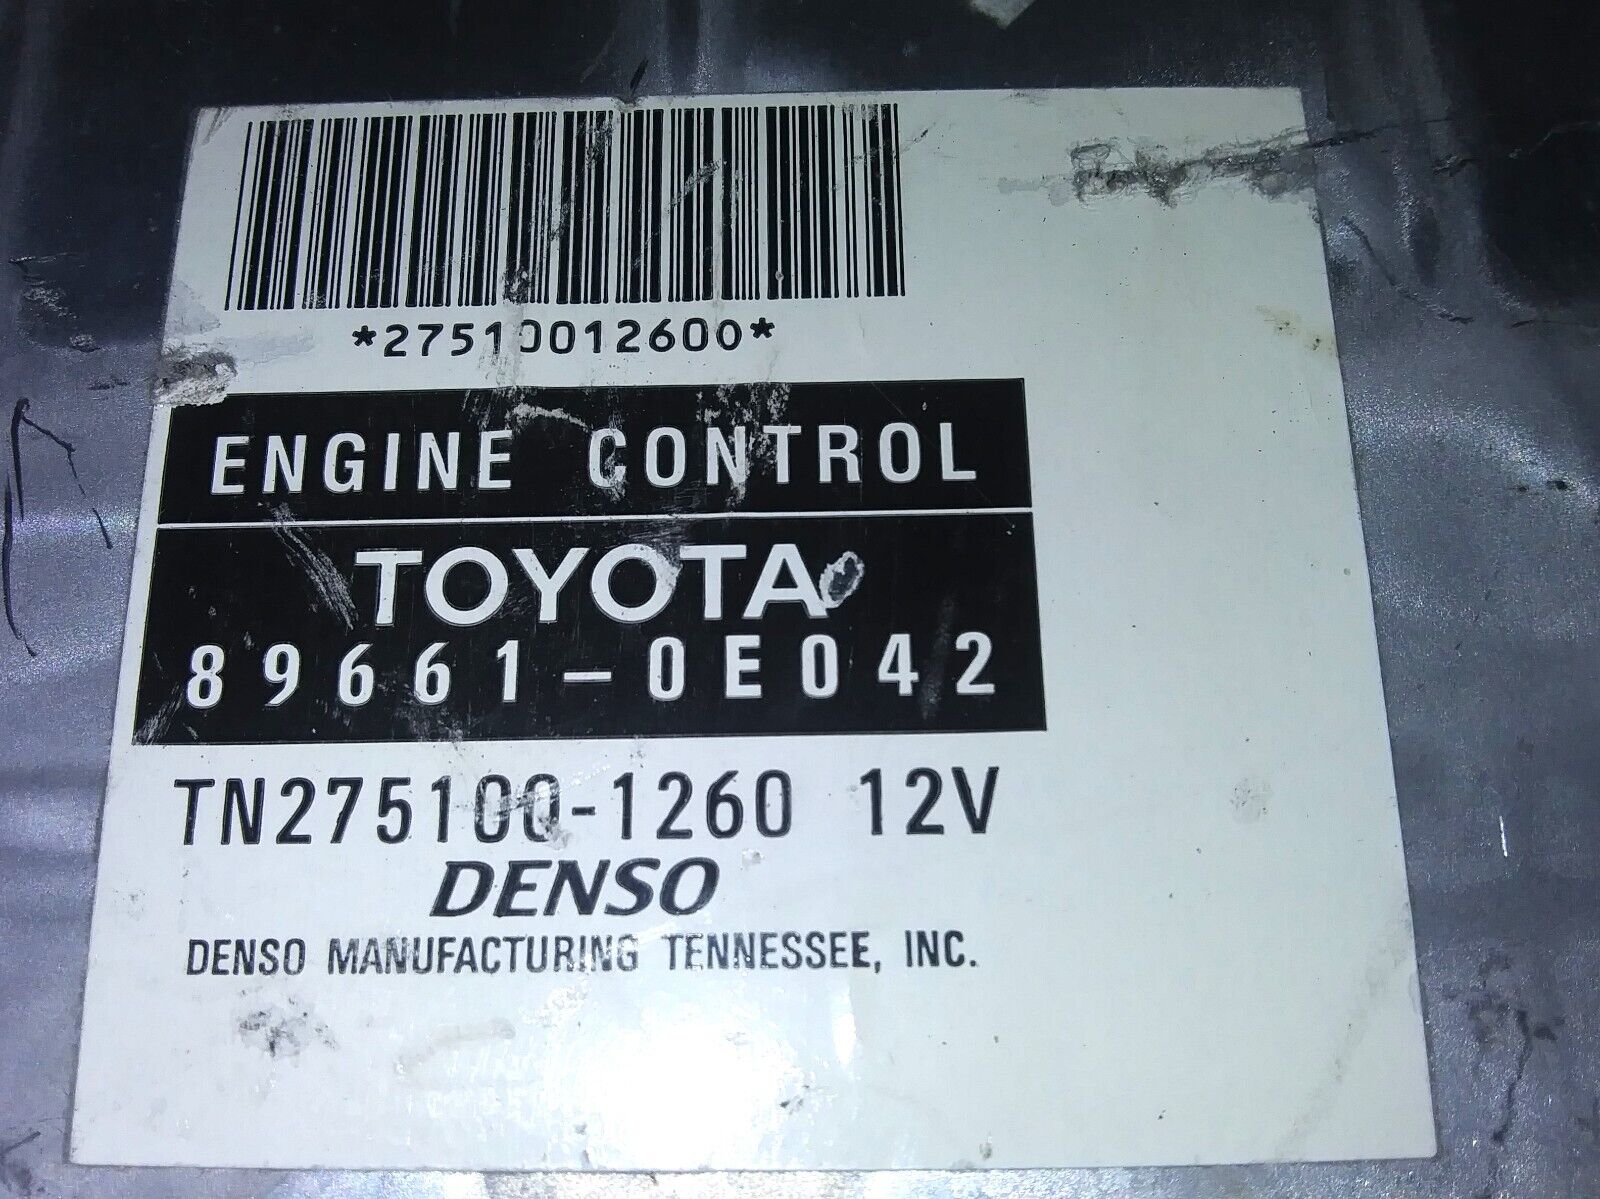 *27510012600*
ENGINE CONTROL
TOYOTA
89661-0E042
TN275100-1260 12V
DENSO
DENSO MANUFACTURING TENNESSEE, INC.